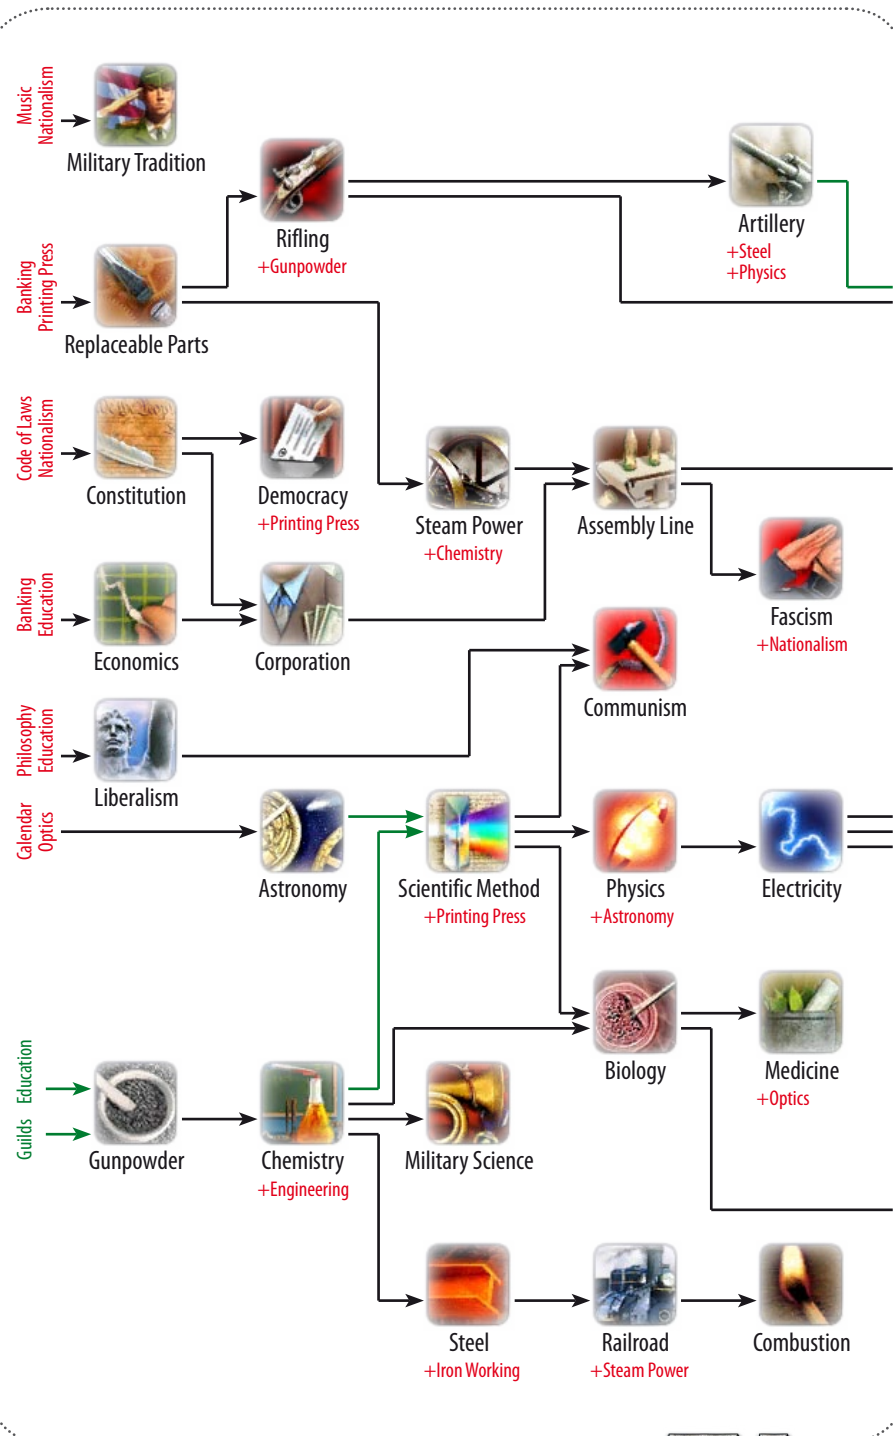 Music
Nationalism
Military Tradition
Rifling
+Gunpowder
Artillery
+Steel
+Physics
Banking
Printing Press
Replaceable Parts
Code of Laws
Nationalism
Constitution
Democracy
+Printing Press
Steam Power
+Chemistry
Assembly Line
Fascism
+Nationalism
Banking
Education
Economics
Corporation
Communism
Philosophy
Education
Liberalism
Calendar
Optics
Astronomy
Scientific Method
+Printing Press
Physics
+Astronomy
Electricity
Biology
Medicine
+Optics
Education
Guilds
Gunpowder
Chemistry
+Engineering
Military Science
Steel
+Iron Working
Railroad
+Steam Power
Combustion